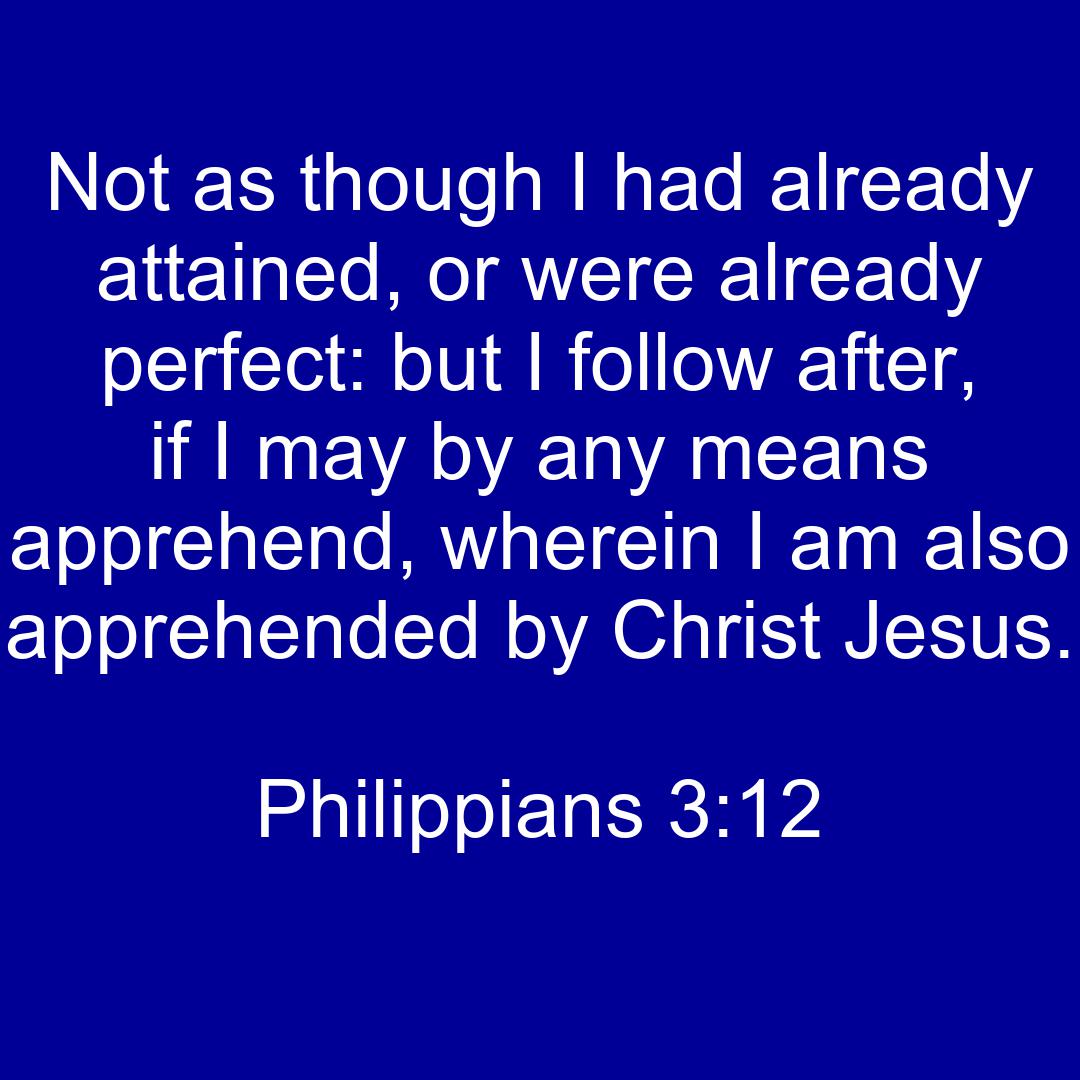 Not as though I had already
attained, or were already
perfect: but I follow after,
if I may by any means
apprehend, wherein I am also
apprehended by Christ Jesus.
Philippians 3:12